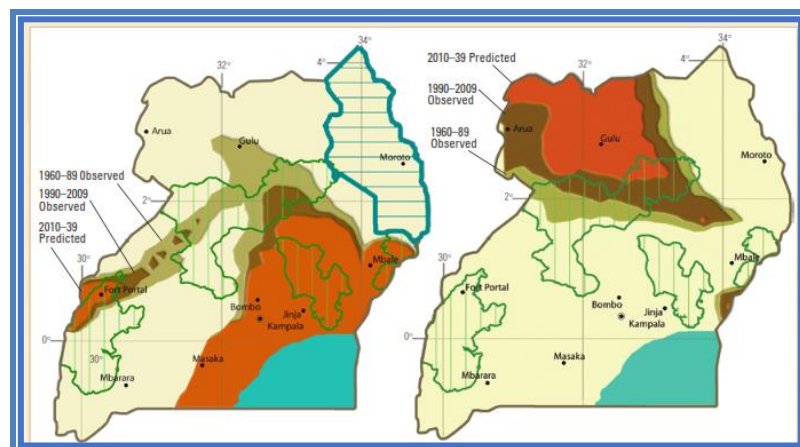 32°
34°
4°
Arua
Gulu
Moroto
1960–89 Observed
1990–2009
Observed
2010–39
Predicted
2°
30°
Fort Portal
Mbale
Bombo
Jinja
Kampala
0°
30°
Masaka
Mbarara
2010–39 Predicted
32°
34°
4°
1990–2009
Observed
Arua
Gulu
1960–89
Observed
Moroto
2°
30°
Mbale
Fort Portal
Bombo
Jinja
Kampala
0°
Masaka
Mbarara